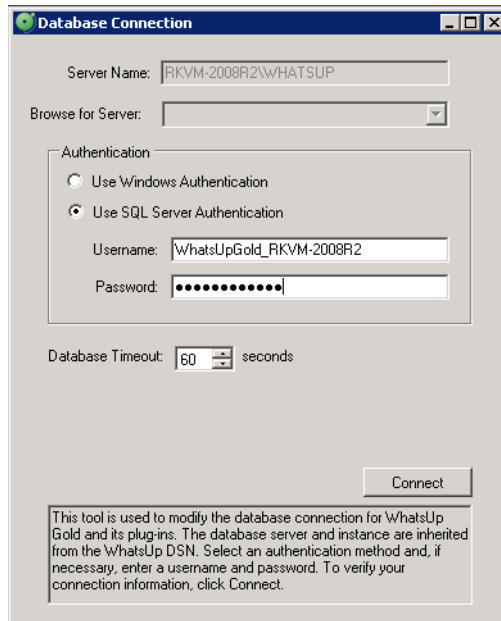 Database Connection
Server Name: RKVM-2008R2\WHATSUP
Browse for Server:
Authentication
Use Windows Authentication
Use SQL Server Authentication
Username: WhatsUpGold_RKVM-2008R2
Password: ●●●●●●●●●●●●
Database Timeout: 60 seconds
Connect
This tool is used to modify the database connection for WhatsUp
Gold and its plug-ins. The database server and instance are inherited
from the WhatsUp DSN. Select an authentication method and, if
necessary, enter a username and password. To verify your
connection information, click Connect.